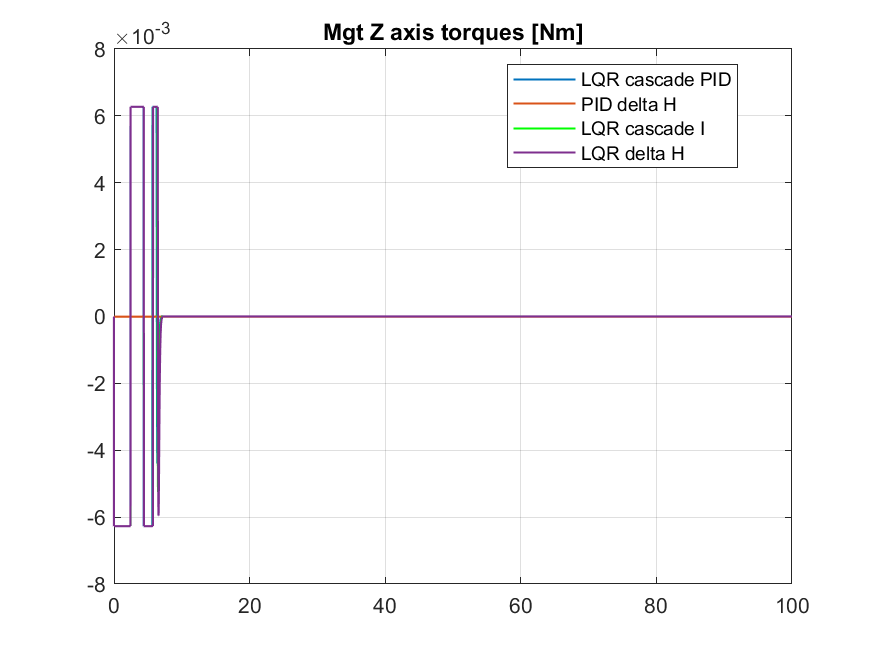 Mgt Z axis torques [Nm]
×10-3
LQR cascade PID
PID delta H
LQR cascade I
LQR delta H
8
6
4
2
0
-2
-4
-6
-8
0 20 40 60 80 100